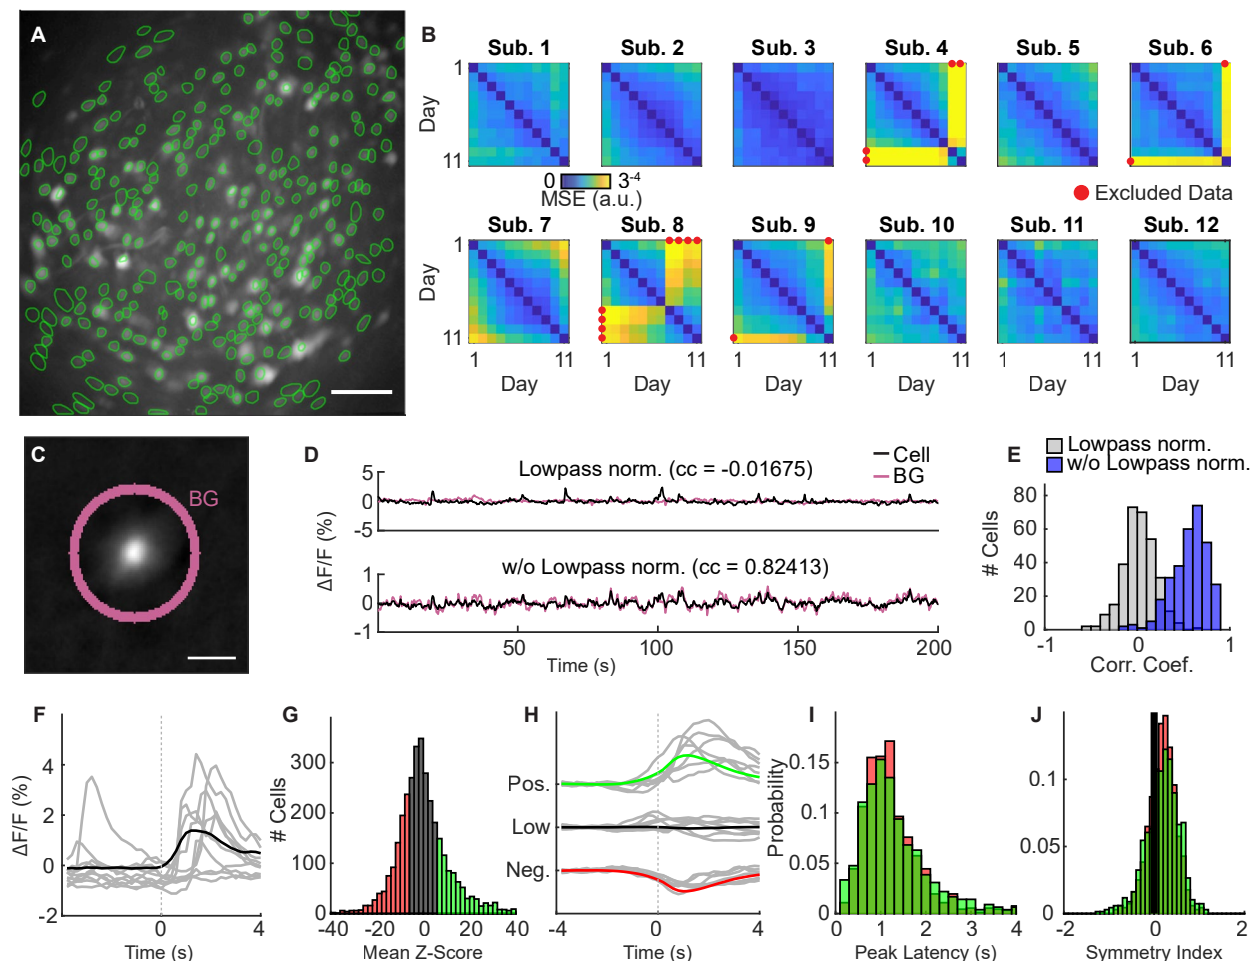 A
B
Sub. 1 Sub. 2 Sub. 3 Sub. 4 Sub. 5 Sub. 6
1
Day
11
0 3-4
MSE (a.u.)
Excluded Data
Sub. 7 Sub. 8 Sub. 9 Sub. 10 Sub. 11 Sub. 12
1
Day
11
1 11 1 11 1 11 1 11 1 11 1 11
Day Day Day Day Day Day
C
BG
D
Cell
BG
Lowpass norm. (cc = -0.01675)
5
0
-5
ΔF/F (%)
w/o Lowpass norm. (cc = 0.82413)
1
0
-1
50 100 150 200
Time (s)
E
Lowpass norm.
w/o Lowpass norm.
80
60
40
20
0
# Cells
-1 0 1
Corr. Coef.
F
6
4
2
0
-2
ΔF/F (%)
0 4
Time (s)
G
300
200
100
0
# Cells
-40 -20 0 20 40
Mean Z-Score
H
Pos.
Low
Neg.
-4 0 4
Time (s)
I
Probability
0.15
0.1
0.05
0
0 1 2 3 4
Peak Latency (s)
J
0.1
0.05
0
-2 0 2
Symmetry Index